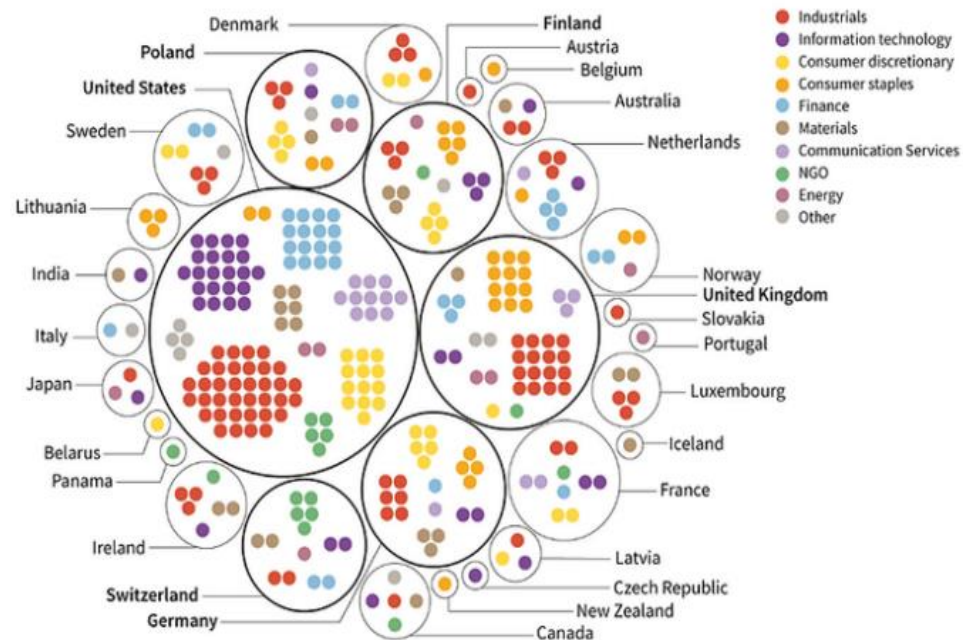 Denmark
Finland
Poland
Austria
Belgium
United States
Australia
Sweden
Netherlands
Lithuania
India
Norway
United Kingdom
Slovakia
Italy
Portugal
Japan
Luxembourg
Belarus
Iceland
Panama
France
Ireland
Latvia
Czech Republic
Switzerland
New Zealand
Germany
Canada
Industrials
Information technology
Consumer discretionary
Consumer staples
Finance
Materials
Communication Services
NGO
Energy
Other